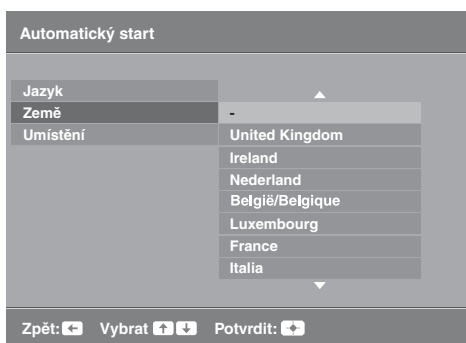 Automatický start
Jazyk
Země
-
Umístění
United Kingdom
Ireland
Nederland
België/Belgique
Luxembourg
France
Italia
Zpět: Vybrat Potvrdit: